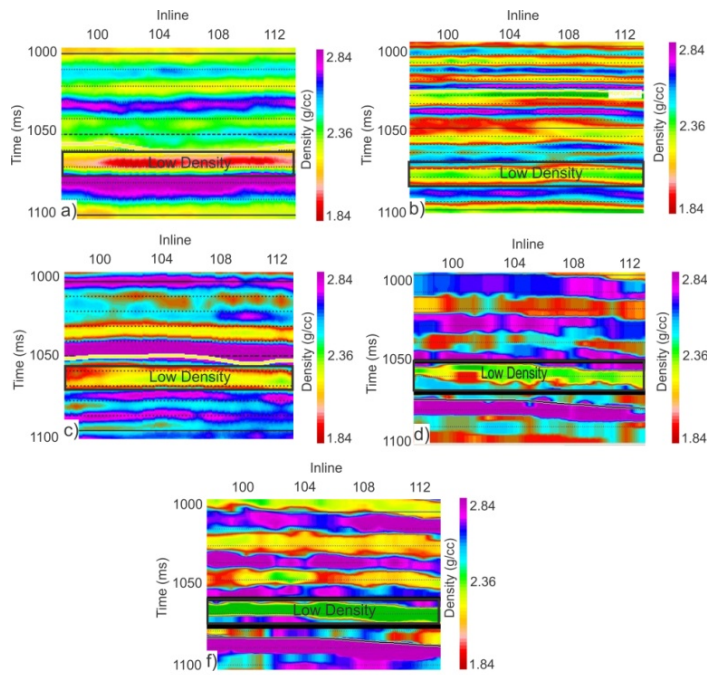 Inline
100 104 108 112
1000
1050
1100
Time (ms)
Low Density
a)
2.84
2.36
1.84
Density (g/cc)
Inline
100 104 108 112
1000
1050
1100
Time (ms)
Low Density
b)
2.84
2.36
1.84
Density (g/cc)
Inline
100 104 108 112
1000
1050
1100
Time (ms)
Low Density
c)
2.84
2.36
1.84
Density (g/cc)
Inline
100 104 108 112
1000
1050
1100
Time (ms)
Low Density
d)
2.84
2.36
1.84
Density (g/cc)
Inline
100 104 108 112
1000
1050
1100
Time (ms)
Low Density
f)
2.84
2.36
1.84
Density (g/cc)